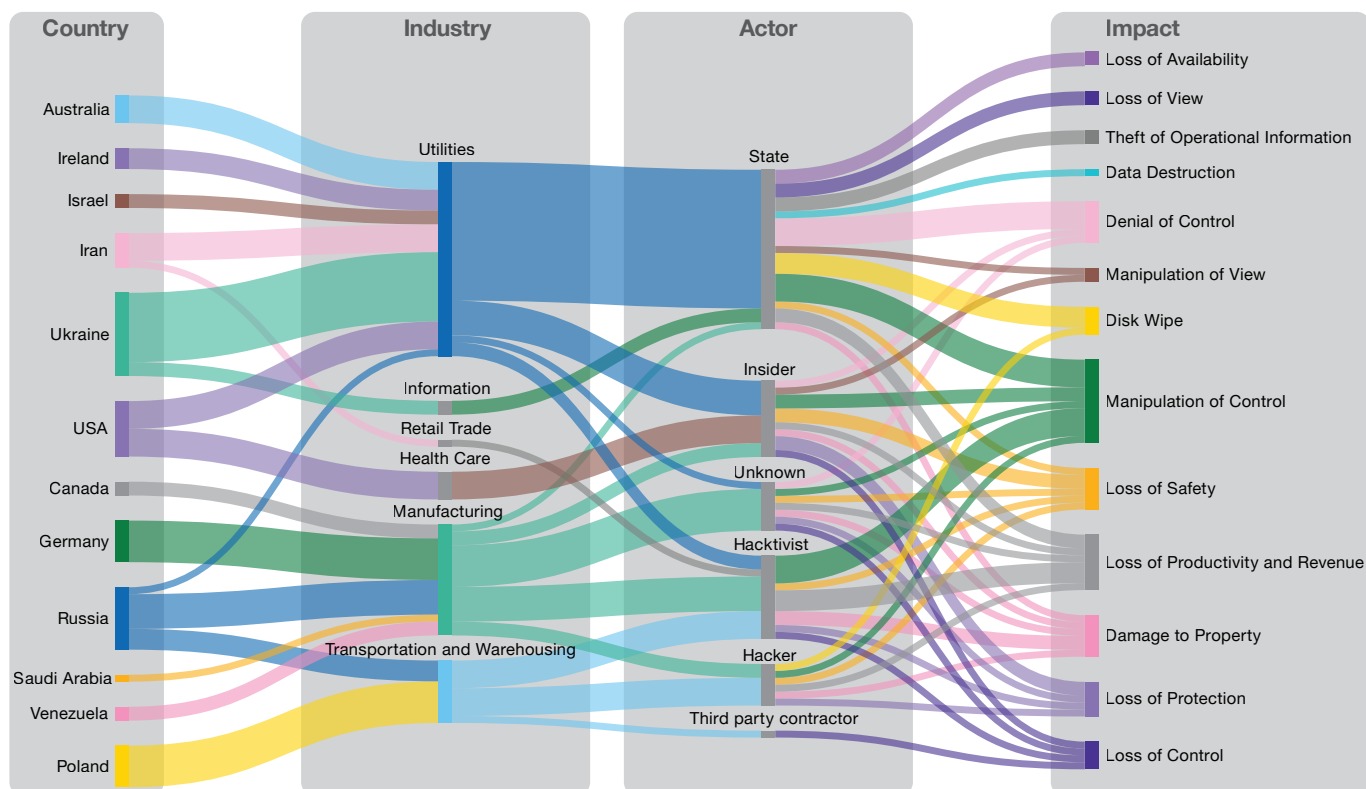 Country
Industry
Actor
Impact
Australia
Ireland
Israel
Iran
Ukraine
USA
Canada
Germany
Russia
Saudi Arabia
Venezuela
Poland
Utilities
Information
Retail Trade
Health Care
Manufacturing
Transportation and Warehousing
State
Insider
Unknown
Hacktivist
Hacker
Third party contractor
Loss of Availability
Loss of View
Theft of Operational Information
Data Destruction
Denial of Control
Manipulation of View
Disk Wipe
Manipulation of Control
Loss of Safety
Loss of Productivity and Revenue
Damage to Property
Loss of Protection
Loss of Control